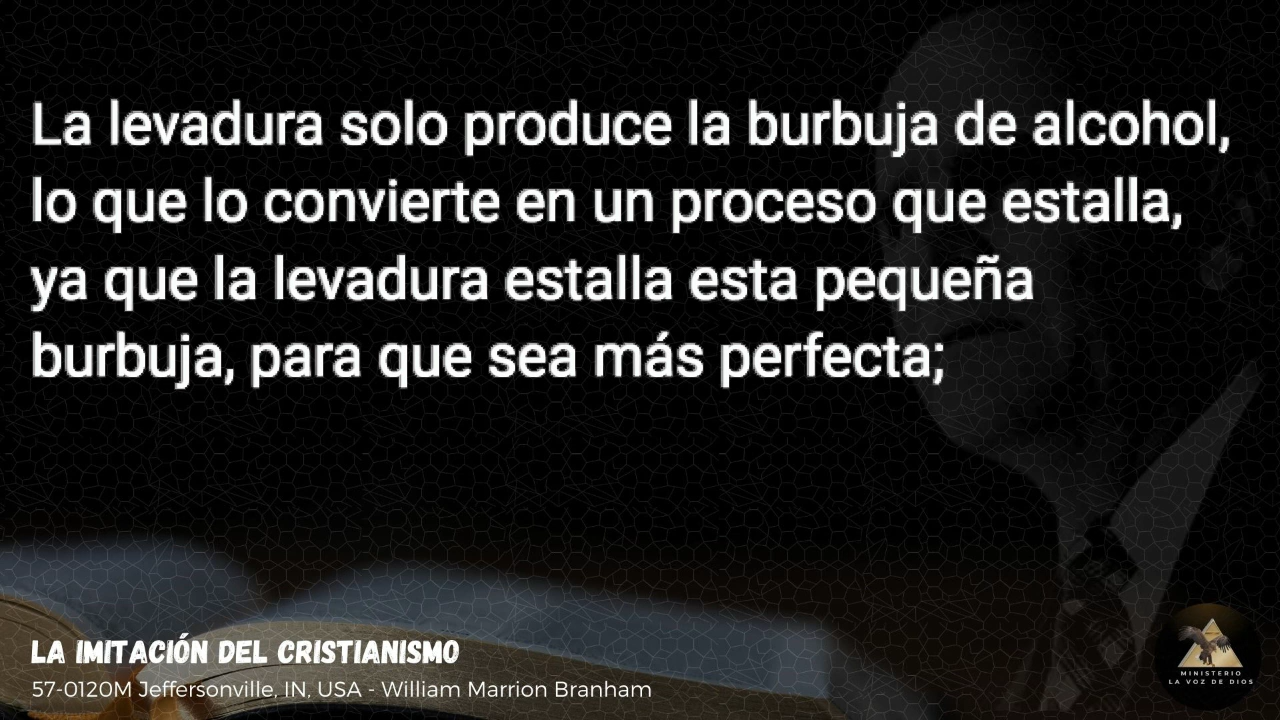 La levadura solo produce la burbuja de alcohol,
lo que lo convierte en un proceso que estalla,
ya que la levadura estalla esta pequeña
burbuja, para que sea más perfecta;
LA IMITACIÓN DEL CRISTIANISMO
57-0120M Jeffersonville, IN, USA - William Marrion Branham
MINISTERIO
LA VOZ DE DIOS